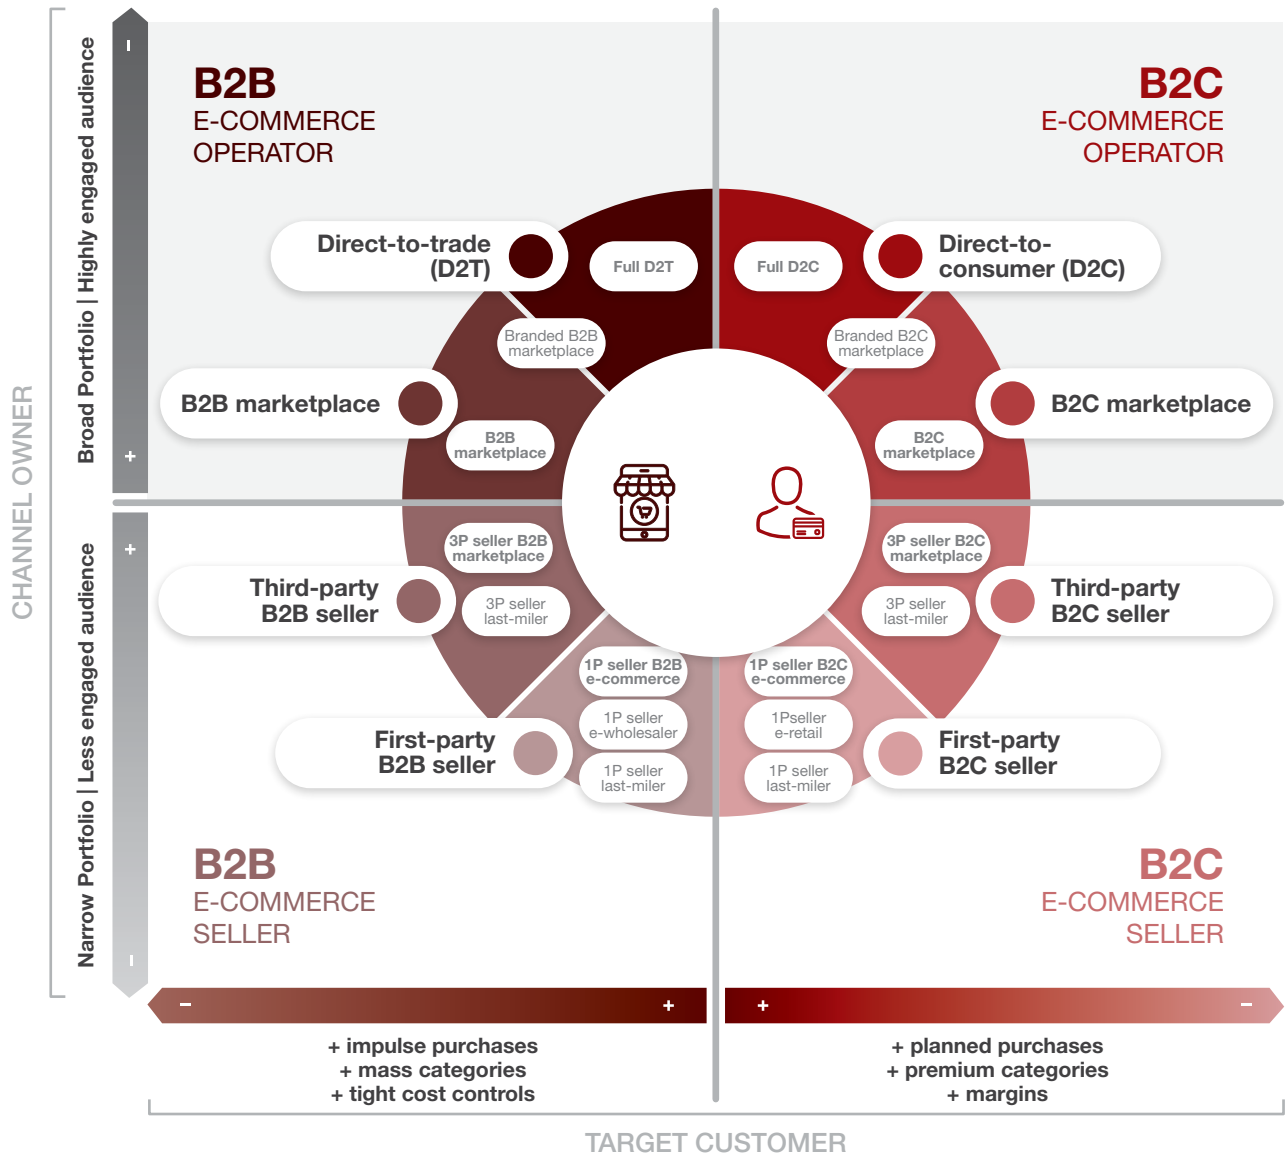 CHANNEL OWNER
Broad Portfolio | Highly engaged audience
Narrow Portfolio | Less engaged audience
–
+
+
–
B2B
E-COMMERCE
OPERATOR
B2C
E-COMMERCE
OPERATOR
Direct-to-trade
(D2T)
Full D2T
Full D2C
Direct-to-
consumer (D2C)
Branded B2B
marketplace
Branded B2C
marketplace
B2B marketplace
B2B
marketplace
B2C
marketplace
B2C marketplace
3P seller B2B
marketplace
3P seller B2C
marketplace
Third-party
B2B seller
3P seller
last-miler
3P seller
last-miler
Third-party
B2C seller
1P seller B2B
e-commerce
1P seller B2C
e-commerce
First-party
B2B seller
1P seller
e-wholesaler
1Pseller
e-retail
First-party
B2C seller
1P seller
last-miler
1P seller
last-miler
B2B
E-COMMERCE
SELLER
B2C
E-COMMERCE
SELLER
– +
+ –
+ impulse purchases
+ mass categories
+ tight cost controls
+ planned purchases
+ premium categories
+ margins
TARGET CUSTOMER